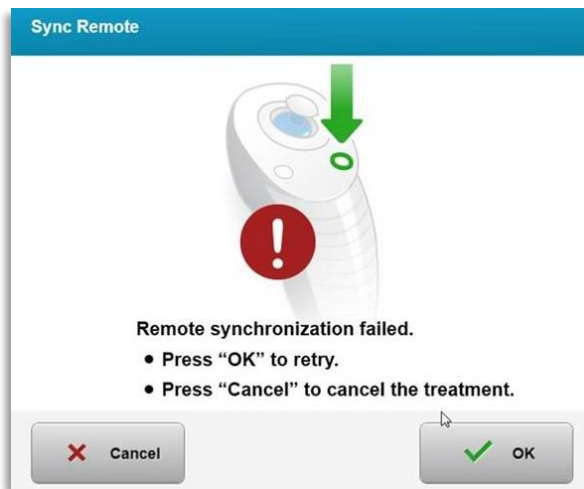 Sync Remote
Remote synchronization failed.
• Press “OK” to retry.
• Press “Cancel” to cancel the treatment.
Cancel
OK